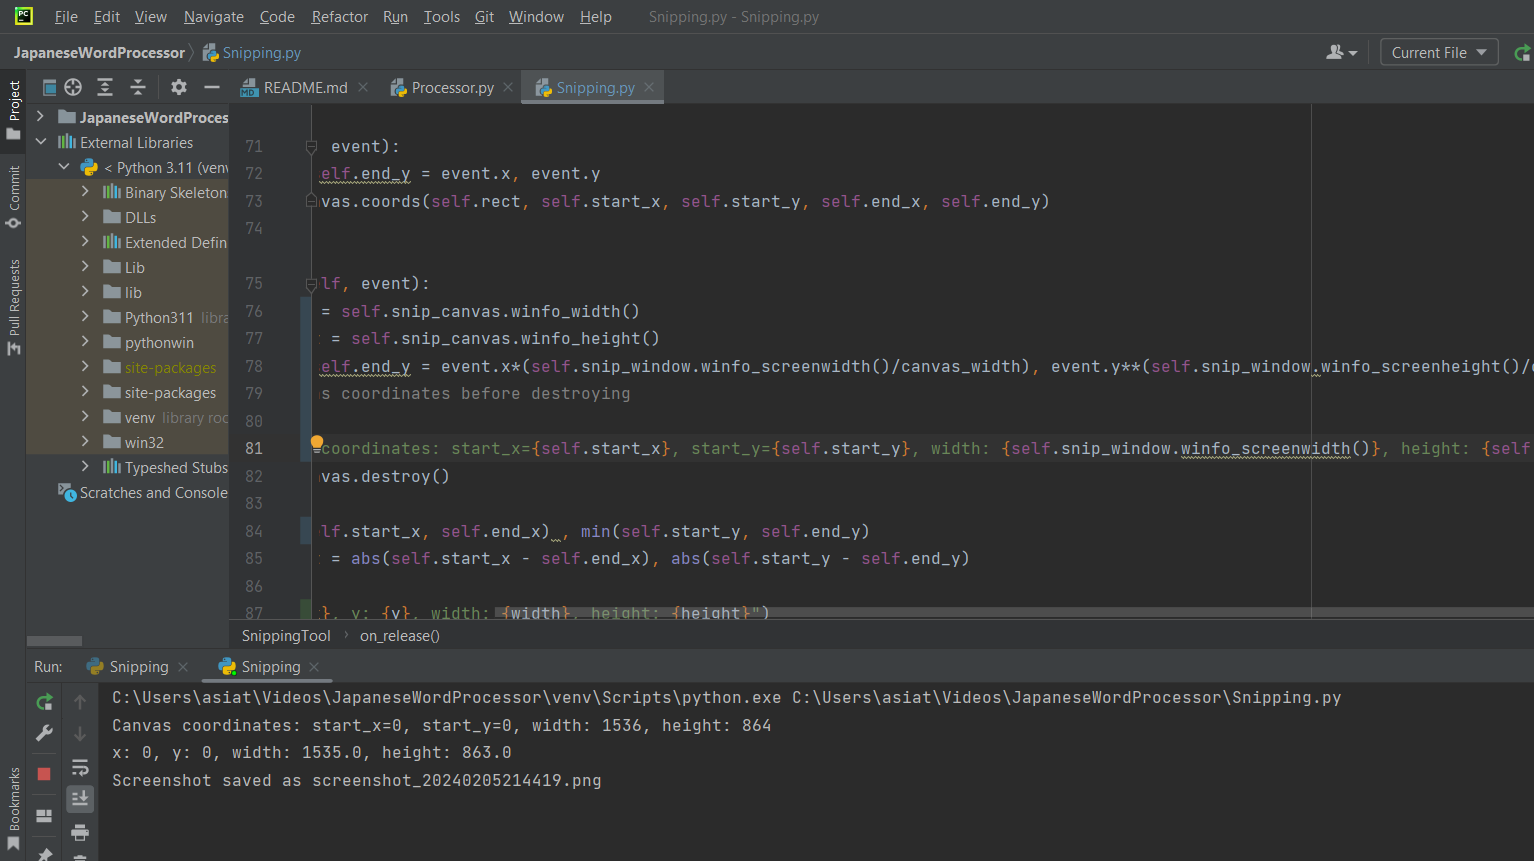 PC
File Edit View Navigate Code Refactor Run Tools Git Window Help Snipping.py - Snipping.py
JapaneseWordProcessor Snipping.py Current File
README.md Processor.py Snipping.py
Project
Commit
Pull Requests
Bookmarks
JapaneseWordProces
External Libraries
< Python 3.11 (venv
Binary Skeleton
DLLs
Extended Defin
Lib
lib
Python311 libra
pythonwin
site-packages
site-packages
venv library roo
win32
Typeshed Stubs
Scratches and Console
71 event):
72 self.end_y = event.x, event.y
73 nvas.coords(self.rect, self.start_x, self.start_y, self.end_x, self.end_y)
74
75 lf, event):
76 = self.snip_canvas.winfo_width()
77 t = self.snip_canvas.winfo_height()
78 self.end_y = event.x*(self.snip_window.winfo_screenwidth()/canvas_width), event.y**(self.snip_window.winfo_screenheight()/c
79 as coordinates before destroying
80
81 coordinates: start_x={self.start_x}, start_y={self.start_y}, width: {self.snip_window.winfo_screenwidth()}, height: {self
82 nvas.destroy()
83
84 lf.start_x, self.end_x) , min(self.start_y, self.end_y)
85 t = abs(self.start_x - self.end_x), abs(self.start_y - self.end_y)
86
87 }, y: {y}, width: {width}, height: {height}")
SnippingTool › on_release()
Run: Snipping Snipping
C:\Users\asiat\Videos\JapaneseWordProcessor\venv\Scripts\python.exe C:\Users\asiat\Videos\JapaneseWordProcessor\Snipping.py
Canvas coordinates: start_x=0, start_y=0, width: 1536, height: 864
x: 0, y: 0, width: 1535.0, height: 863.0
Screenshot saved as screenshot_20240205214419.png